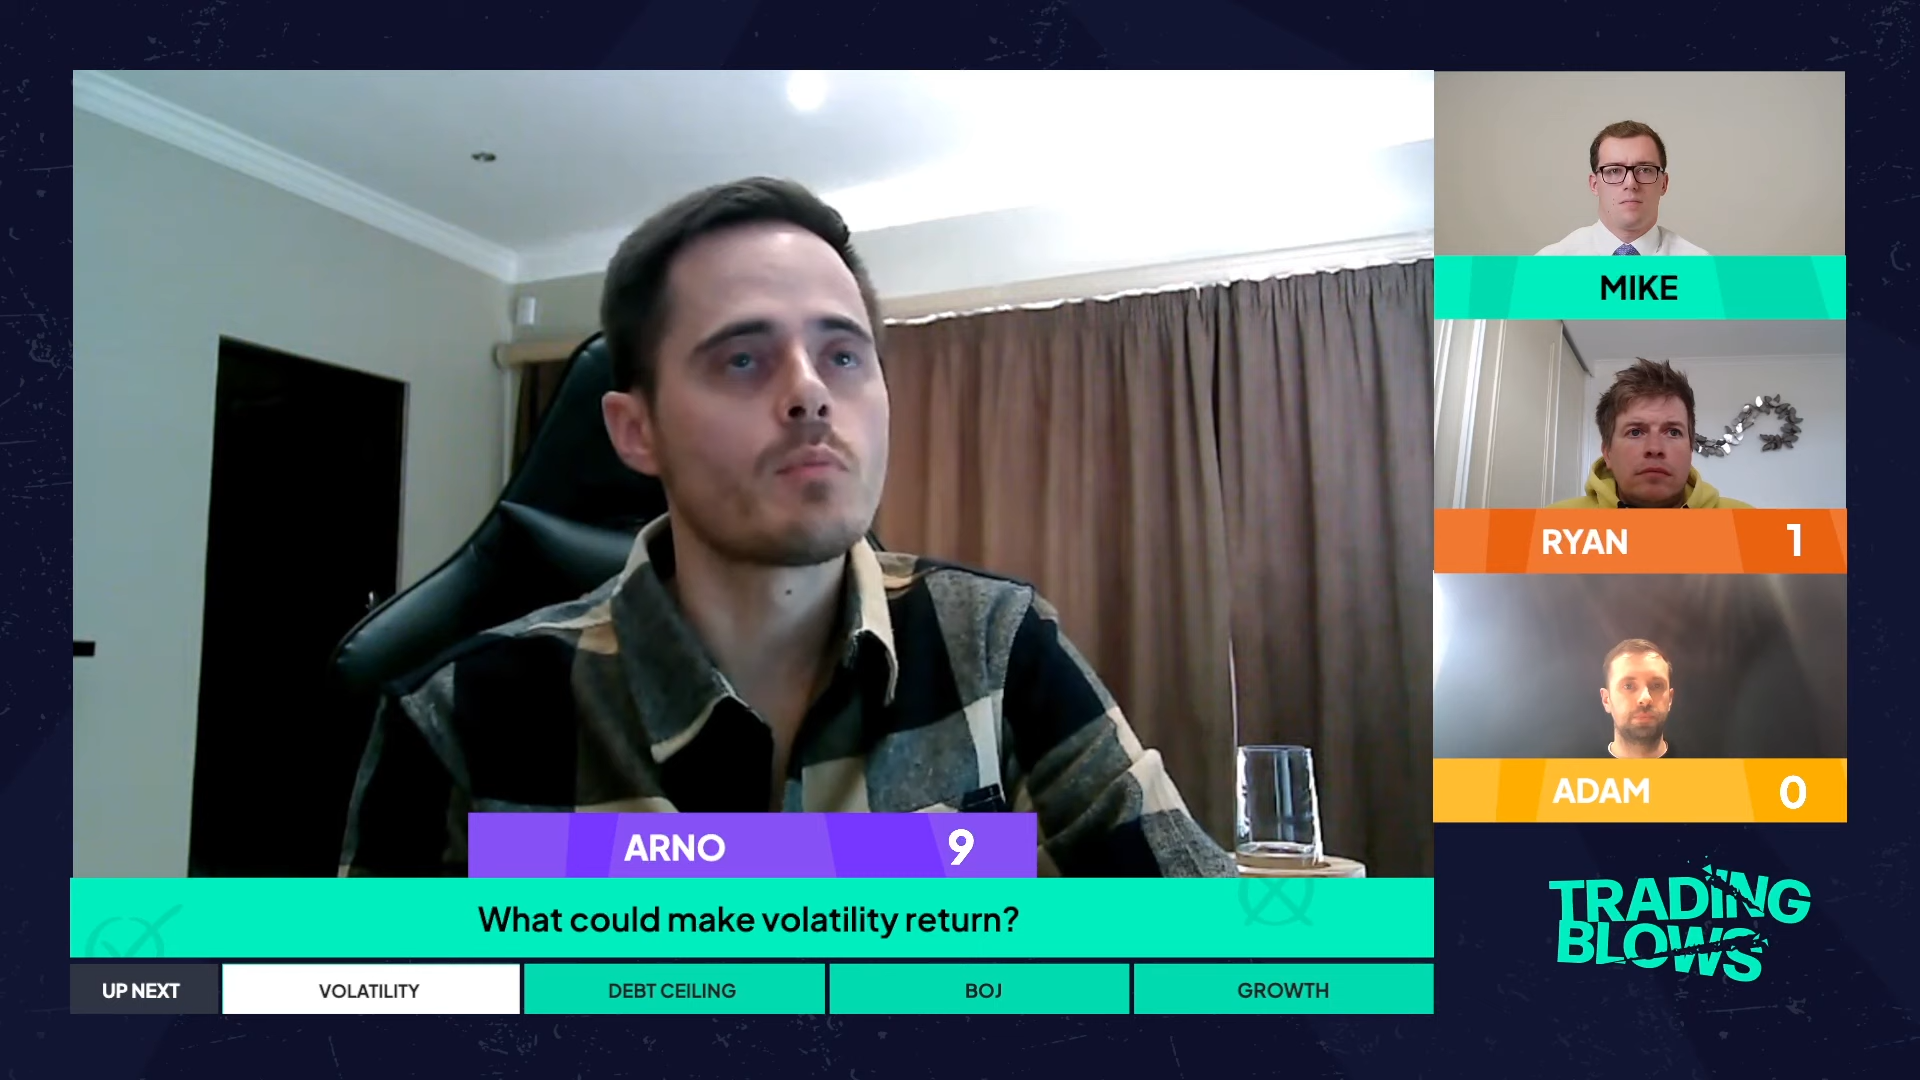 MIKE
RYAN 1
ADAM 0
ARNO 9
What could make volatility return?
UP NEXT VOLATILITY DEBT CEILING BOJ GROWTH
TRADING
BLOWS